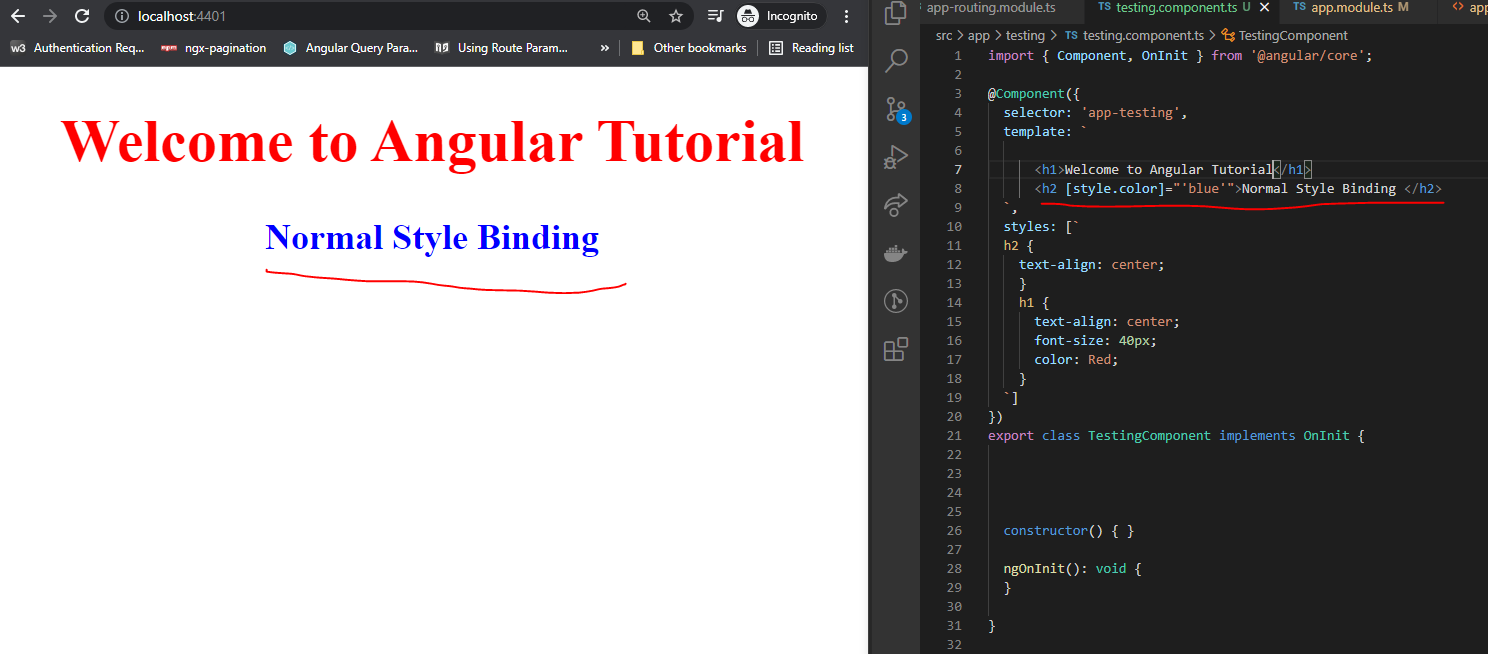 localhost:4401
Incognito
w3 Authentication Req...
npm ngx-pagination
Angular Query Para...
Using Route Param...
»
Other bookmarks
Reading list
Welcome to Angular Tutorial
Normal Style Binding
3
app-routing.module.ts
TS testing.component.ts U
TS app.module.ts M
<> app
src > app > testing > TS testing.component.ts > TestingComponent
1 import { Component, OnInit } from '@angular/core';
2
3 @Component({
4 selector: 'app-testing',
5 template: `
6
7 <h1>Welcome to Angular Tutorial</h1>
8 <h2 [style.color]="'blue'">Normal Style Binding </h2>
9 `,
10 styles: [`
11 h2 {
12 text-align: center;
13 }
14 h1 {
15 text-align: center;
16 font-size: 40px;
17 color: Red;
18 }
19 `]
20 })
21 export class TestingComponent implements OnInit {
22
23
24
25
26 constructor() { }
27
28 ngOnInit(): void {
29 }
30
31 }
32